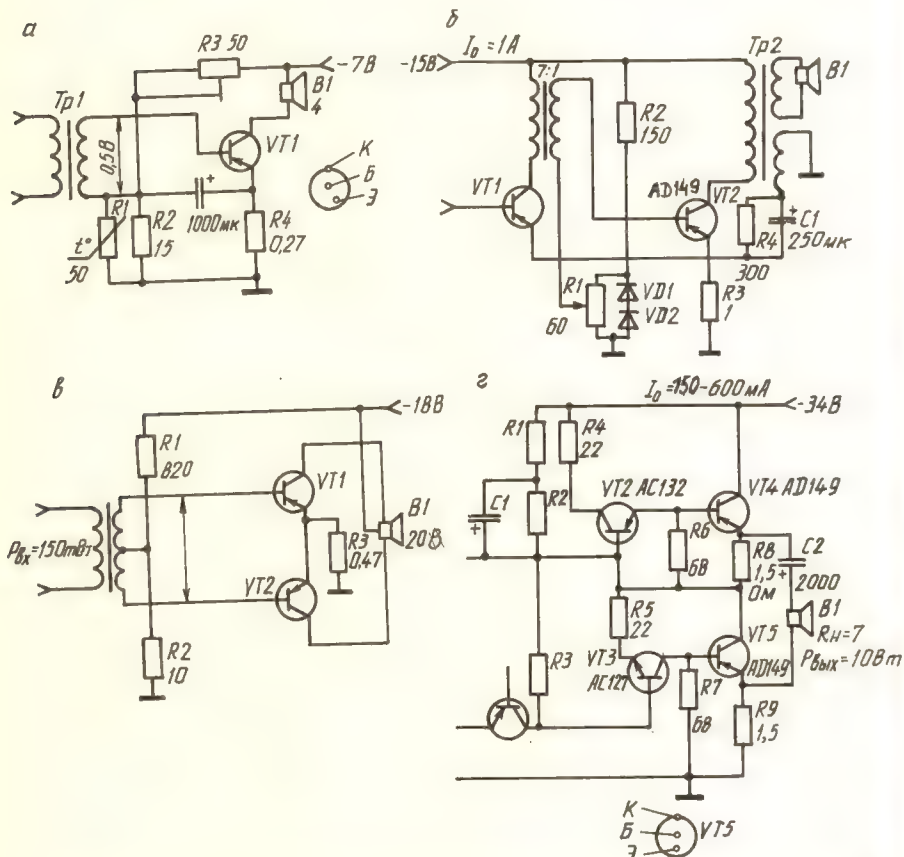 а
R3 50
-7В
В1
4
Тр1
0,5В
VT1
К
Б
Э
1000мк
R1
t°
50
R2
15
R4
0,27
б
I₀ = 1А
-15В
7:1
Тр2
В1
R2
150
VT1
AD149
VT2
R4
300
C1
250мк
R1
60
VD1
VD2
R3
1
в
-18В
R1
820
VT1
Рвх=150тВт
R3
0,47
В1
20В
VT2
R2
10
г
I₀ =150-600мА
-34В
R1
R4
22
C1
R2
VT2 AC132
VT4 AD149
R6
68
R8
1,5
Ом
C2
2000
В1
Rн=7
Рвых=10Вт
R5
22
R3
VT3
AC127
R7
68
VT5
AD149
R9
1,5
К
Б
Э
VT5